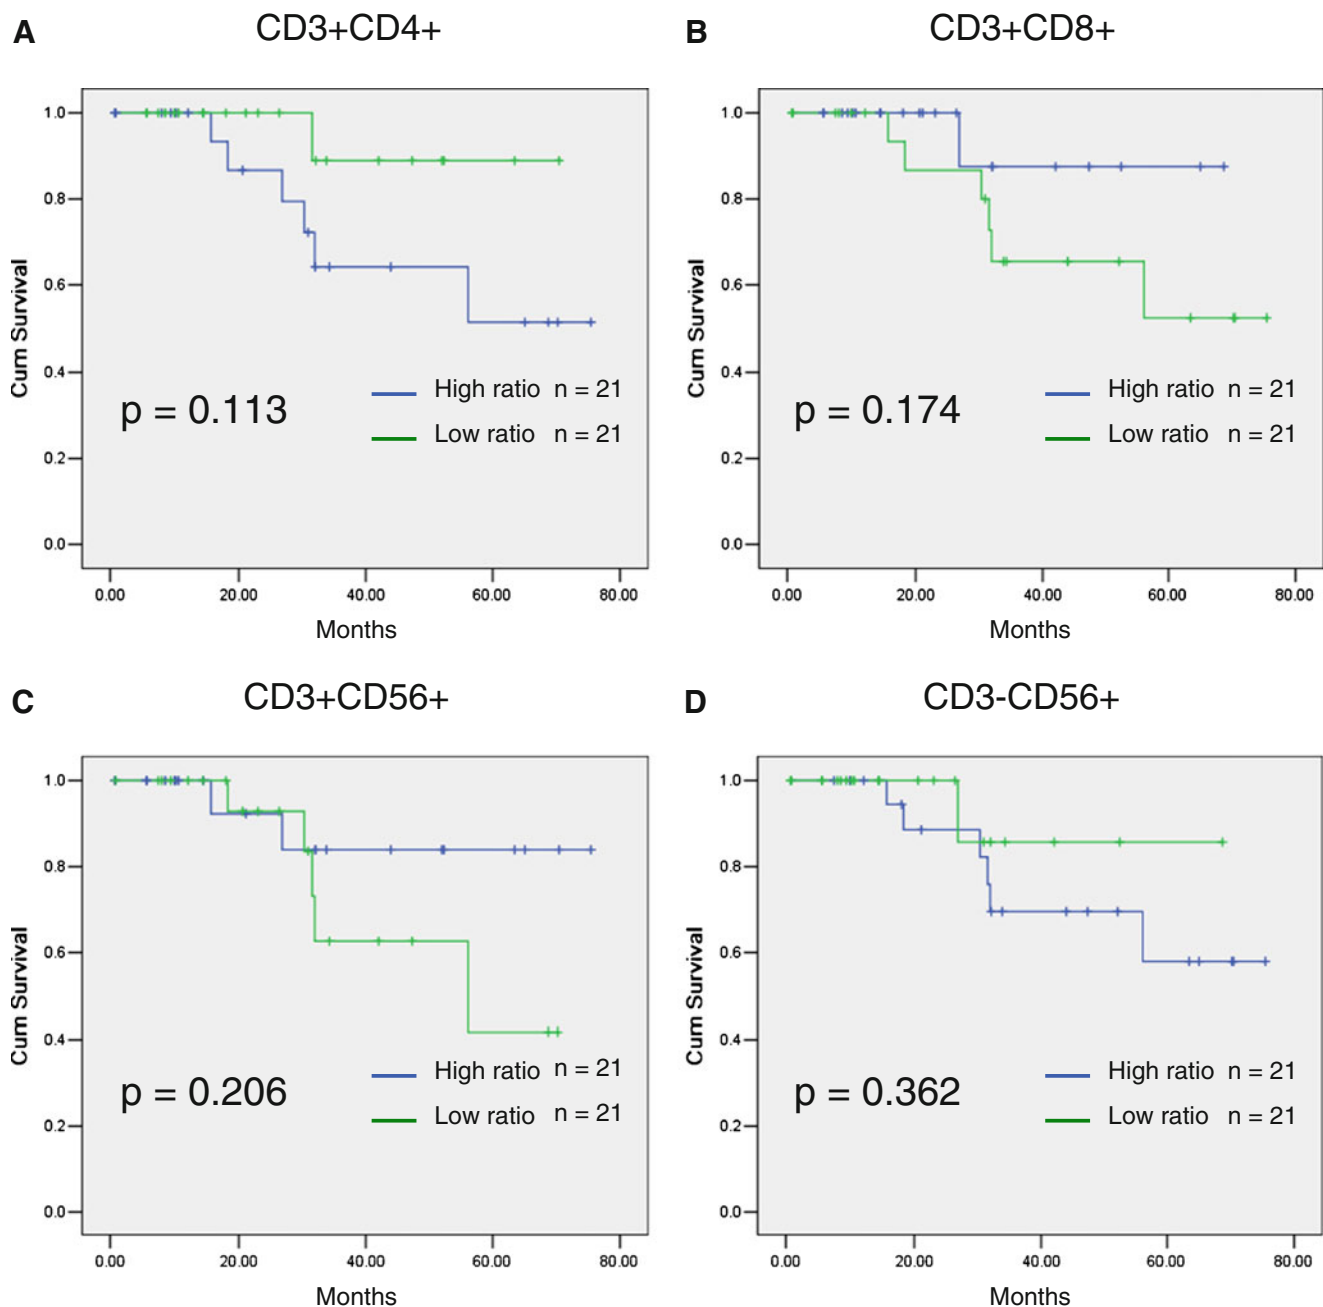 A CD3+CD4+
1.0
0.8
0.6
0.4
0.2
0.0
Cum Survival
p = 0.113
High ratio n = 21
Low ratio n = 21
0.00 20.00 40.00 60.00 80.00
Months
B CD3+CD8+
1.0
0.8
0.6
0.4
0.2
0.0
Cum Survival
p = 0.174
High ratio n = 21
Low ratio n = 21
0.00 20.00 40.00 60.00 80.00
Months
C CD3+CD56+
1.0
0.8
0.6
0.4
0.2
0.0
Cum Survival
p = 0.206
High ratio n = 21
Low ratio n = 21
0.00 20.00 40.00 60.00 80.00
Months
D CD3-CD56+
1.0
0.8
0.6
0.4
0.2
0.0
Cum Survival
p = 0.362
High ratio n = 21
Low ratio n = 21
0.00 20.00 40.00 60.00 80.00
Months